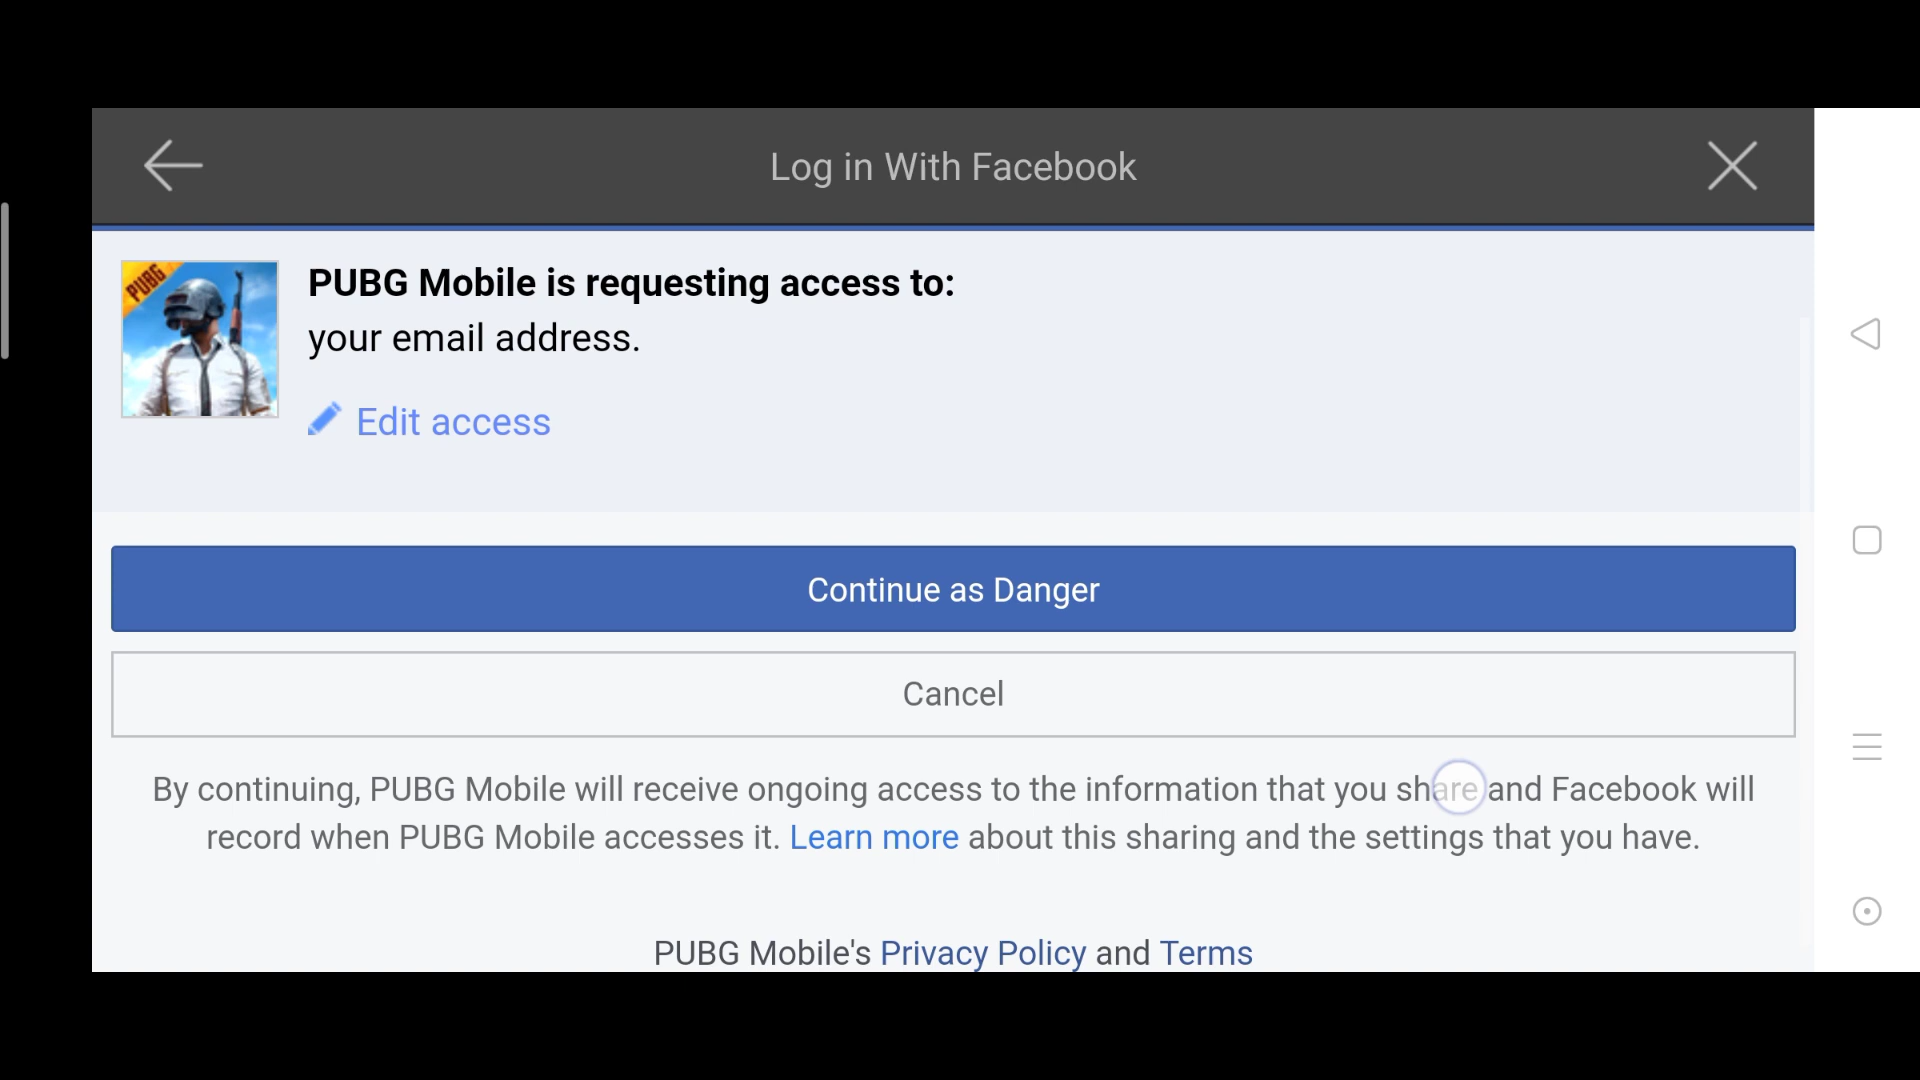 Log in With Facebook
PUBG
PUBG Mobile is requesting access to:
your email address.
Edit access
Continue as Danger
Cancel
By continuing, PUBG Mobile will receive ongoing access to the information that you share and Facebook will
record when PUBG Mobile accesses it. Learn more about this sharing and the settings that you have.
PUBG Mobile's Privacy Policy and Terms